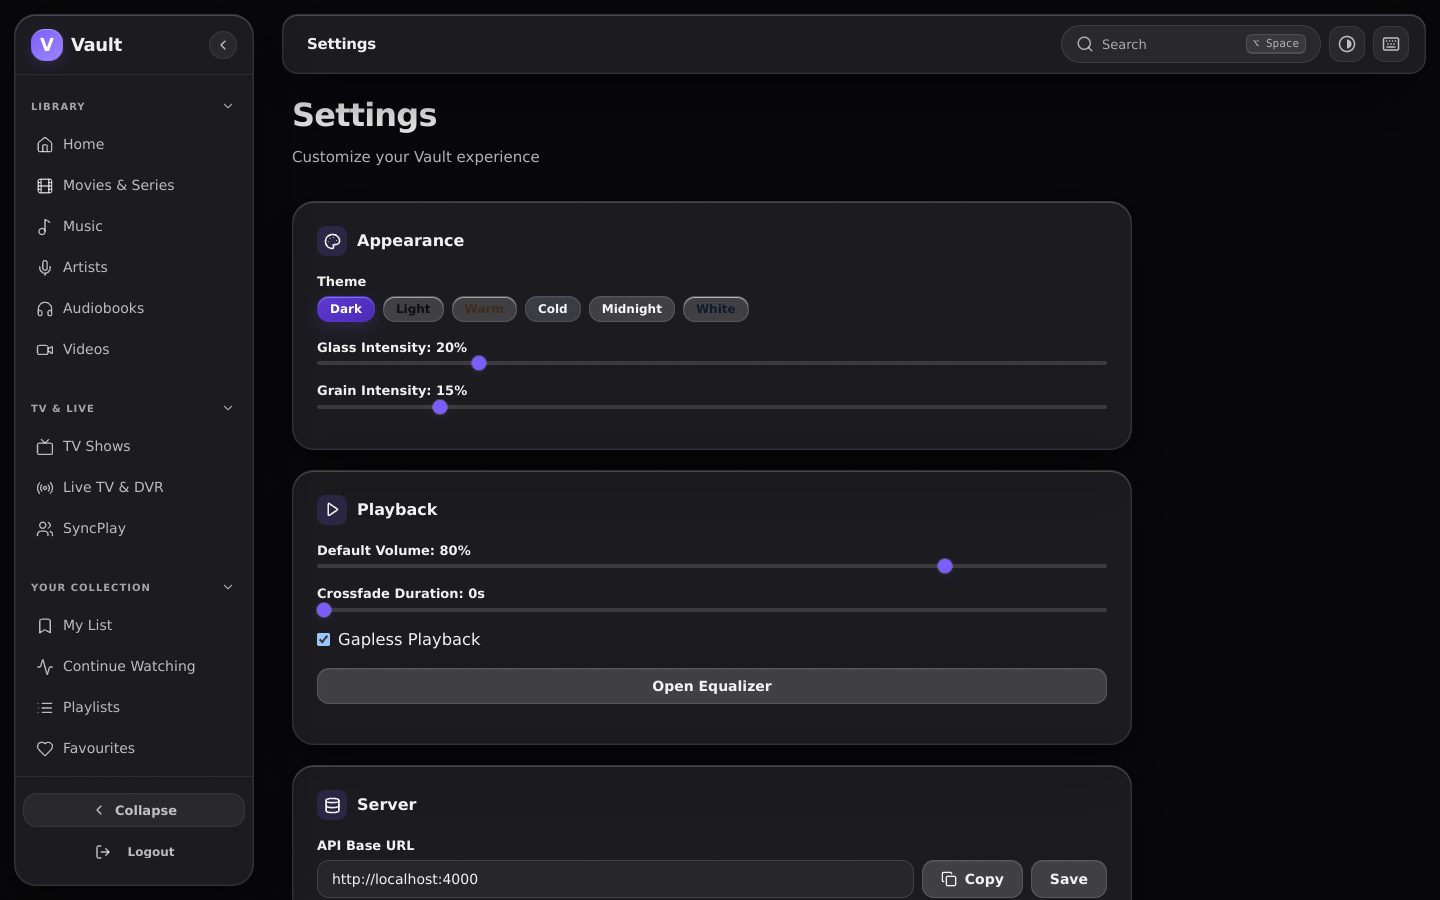 V Vault
LIBRARY
Home
Movies & Series
Music
Artists
Audiobooks
Videos
TV & LIVE
TV Shows
Live TV & DVR
SyncPlay
YOUR COLLECTION
My List
Continue Watching
Playlists
Favourites
Collapse
Logout
Settings
Search
⌥ Space
Settings
Customize your Vault experience
Appearance
Theme
Dark Light Warm Cold Midnight White
Glass Intensity: 20%
Grain Intensity: 15%
Playback
Default Volume: 80%
Crossfade Duration: 0s
Gapless Playback
Open Equalizer
Server
API Base URL
http://localhost:4000 Copy Save